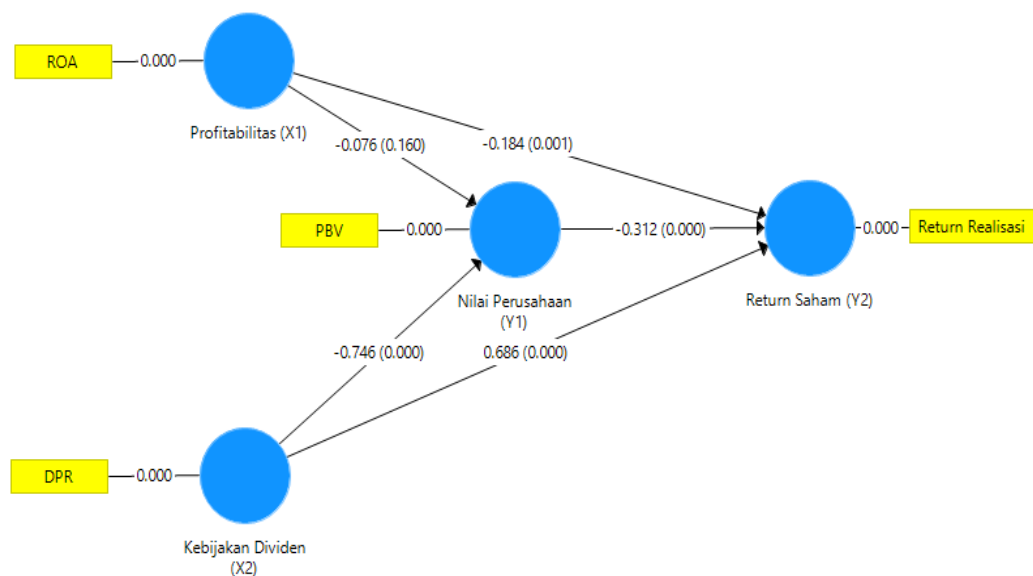 ROA
0.000
Profitabilitas (X1)
-0.076 (0.160)
-0.184 (0.001)
PBV
0.000
-0.312 (0.000)
0.000
Return Realisasi
Nilai Perusahaan
(Y1)
Return Saham (Y2)
-0.746 (0.000)
0.686 (0.000)
DPR
0.000
Kebijakan Dividen
(X2)